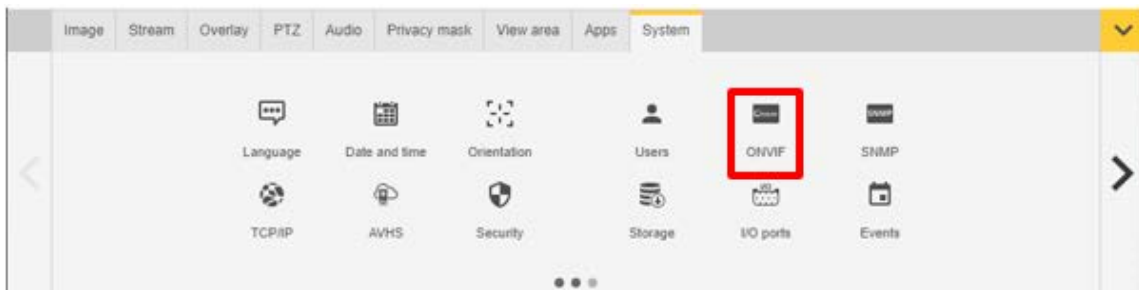 Image Stream Overlay PTZ Audio Privacy mask View area Apps System
Language Date and time Orientation Users ONVIF SNMP
TCP/IP AVHS Security Storage I/O ports Events